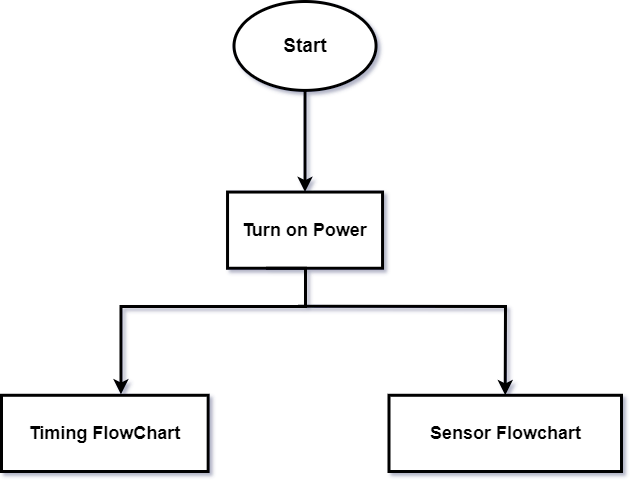 Start
Turn on Power
Timing FlowChart
Sensor Flowchart